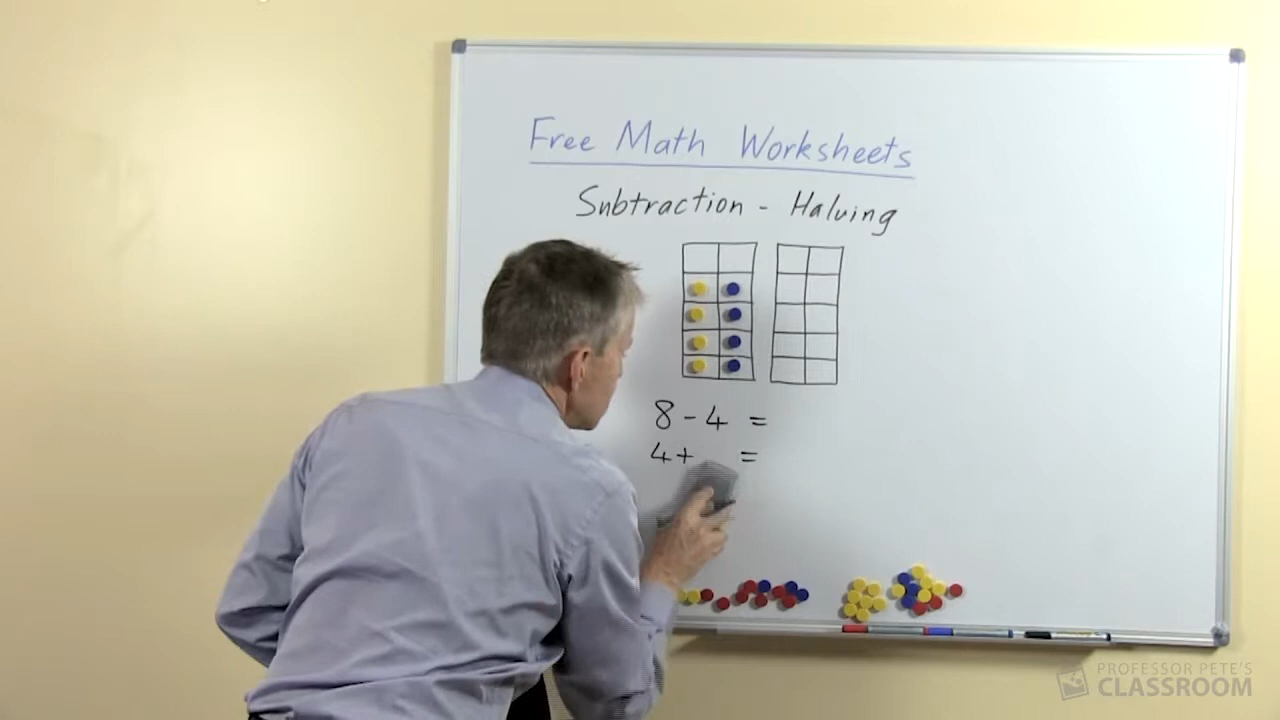 Free Math Worksheets
Subtraction - Halving
8 - 4 =
4 + =
PROFESSOR PETE'S
CLASSROOM